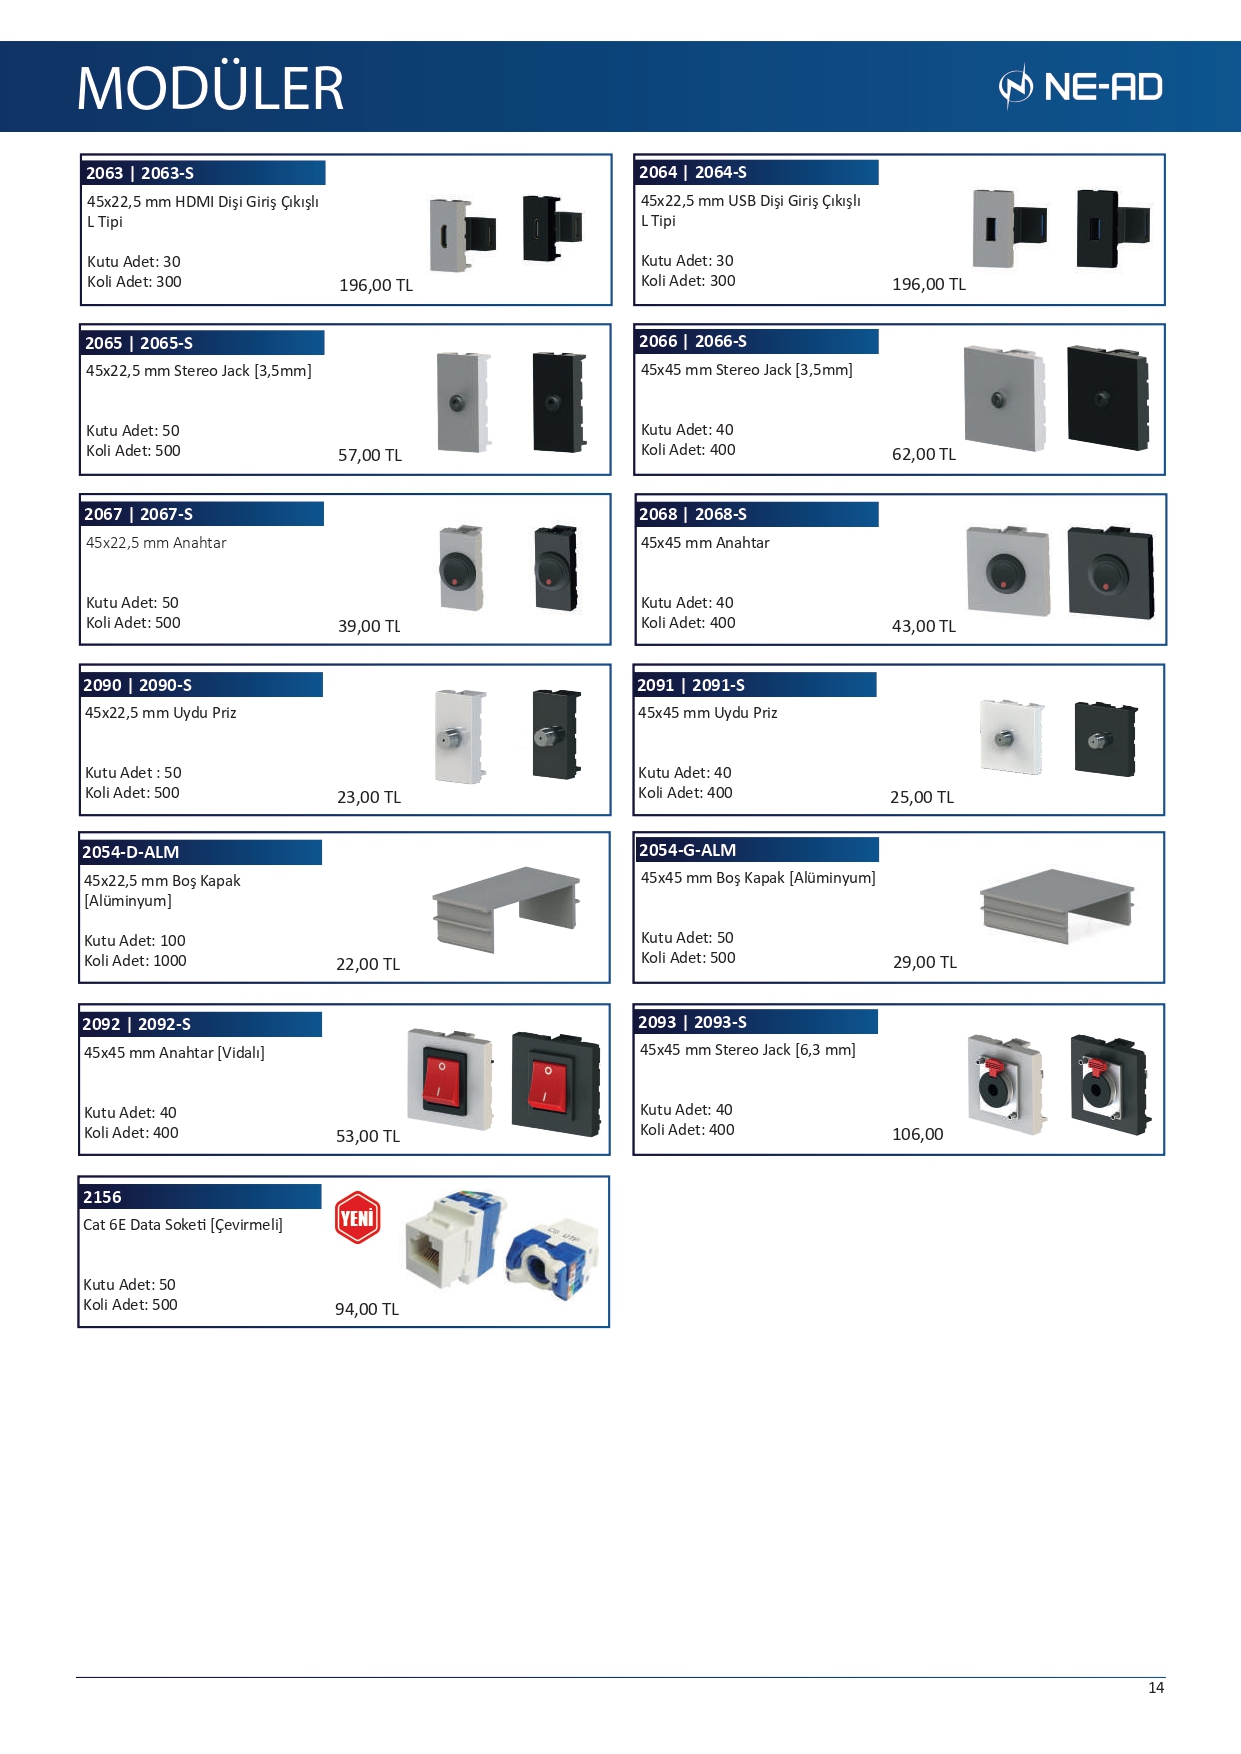 MODÜLER
NE-AD
2063 | 2063-S
45x22,5 mm HDMI Dişi Giriş Çıkışlı
L Tipi
Kutu Adet: 30
Koli Adet: 300
196,00 TL
2064 | 2064-S
45x22,5 mm USB Dişi Giriş Çıkışlı
L Tipi
Kutu Adet: 30
Koli Adet: 300
196,00 TL
2065 | 2065-S
45x22,5 mm Stereo Jack [3,5mm]
Kutu Adet: 50
Koli Adet: 500
57,00 TL
2066 | 2066-S
45x45 mm Stereo Jack [3,5mm]
Kutu Adet: 40
Koli Adet: 400
62,00 TL
2067 | 2067-S
45x22,5 mm Anahtar
Kutu Adet: 50
Koli Adet: 500
39,00 TL
2068 | 2068-S
45x45 mm Anahtar
Kutu Adet: 40
Koli Adet: 400
43,00 TL
2090 | 2090-S
45x22,5 mm Uydu Priz
Kutu Adet : 50
Koli Adet: 500
23,00 TL
2091 | 2091-S
45x45 mm Uydu Priz
Kutu Adet: 40
Koli Adet: 400
25,00 TL
2054-D-ALM
45x22,5 mm Boş Kapak
[Alüminyum]
Kutu Adet: 100
Koli Adet: 1000
22,00 TL
2054-G-ALM
45x45 mm Boş Kapak [Alüminyum]
Kutu Adet: 50
Koli Adet: 500
29,00 TL
2092 | 2092-S
45x45 mm Anahtar [Vidalı]
Kutu Adet: 40
Koli Adet: 400
53,00 TL
2093 | 2093-S
45x45 mm Stereo Jack [6,3 mm]
Kutu Adet: 40
Koli Adet: 400
106,00
2156
Cat 6E Data Soketi [Çevirmeli]
YENİ
C6 UTP
Kutu Adet: 50
Koli Adet: 500
94,00 TL
14